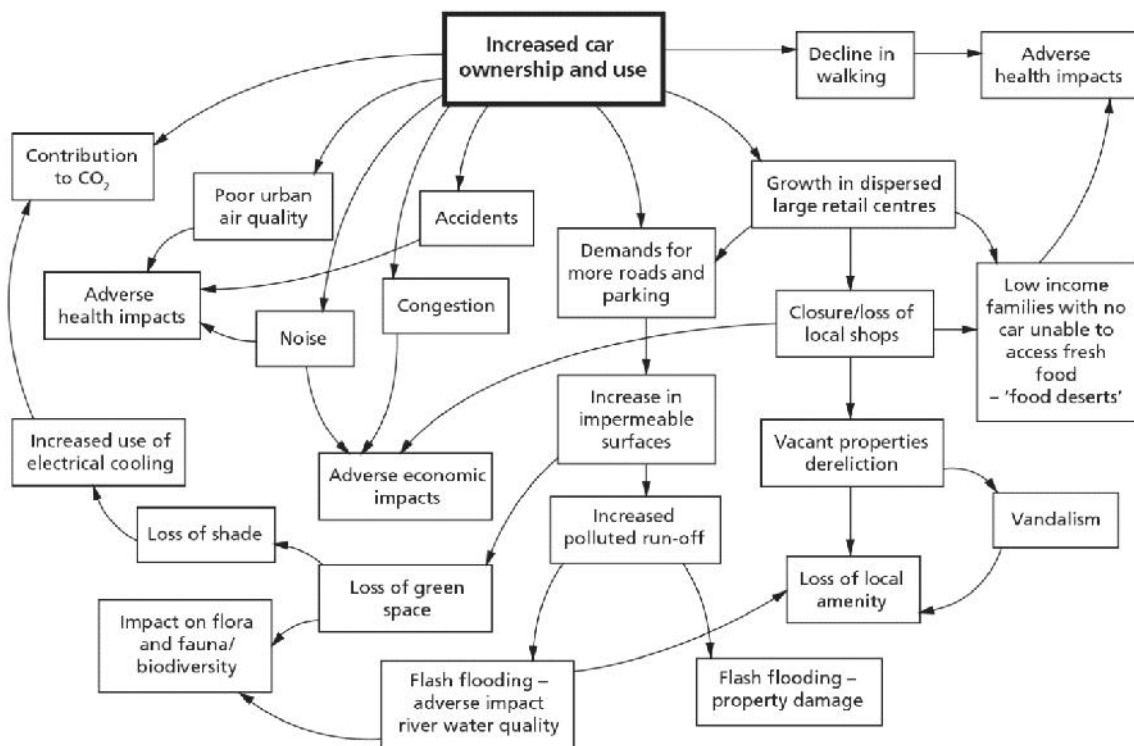 Increased car
ownership and use
Decline in
walking
Adverse
health impacts
Contribution
to CO₂
Poor urban
air quality
Accidents
Growth in dispersed
large retail centres
Demands for
more roads and
parking
Adverse
health impacts
Noise
Congestion
Closure/loss of
local shops
Low income
families with no
car unable to
access fresh
food
– ‘food deserts’
Increased use of
electrical cooling
Adverse economic
impacts
Increase in
impermeable
surfaces
Vacant properties
dereliction
Loss of shade
Increased
polluted run-off
Vandalism
Loss of green
space
Loss of local
amenity
Impact on flora
and fauna/
biodiversity
Flash flooding –
adverse impact
river water quality
Flash flooding –
property damage